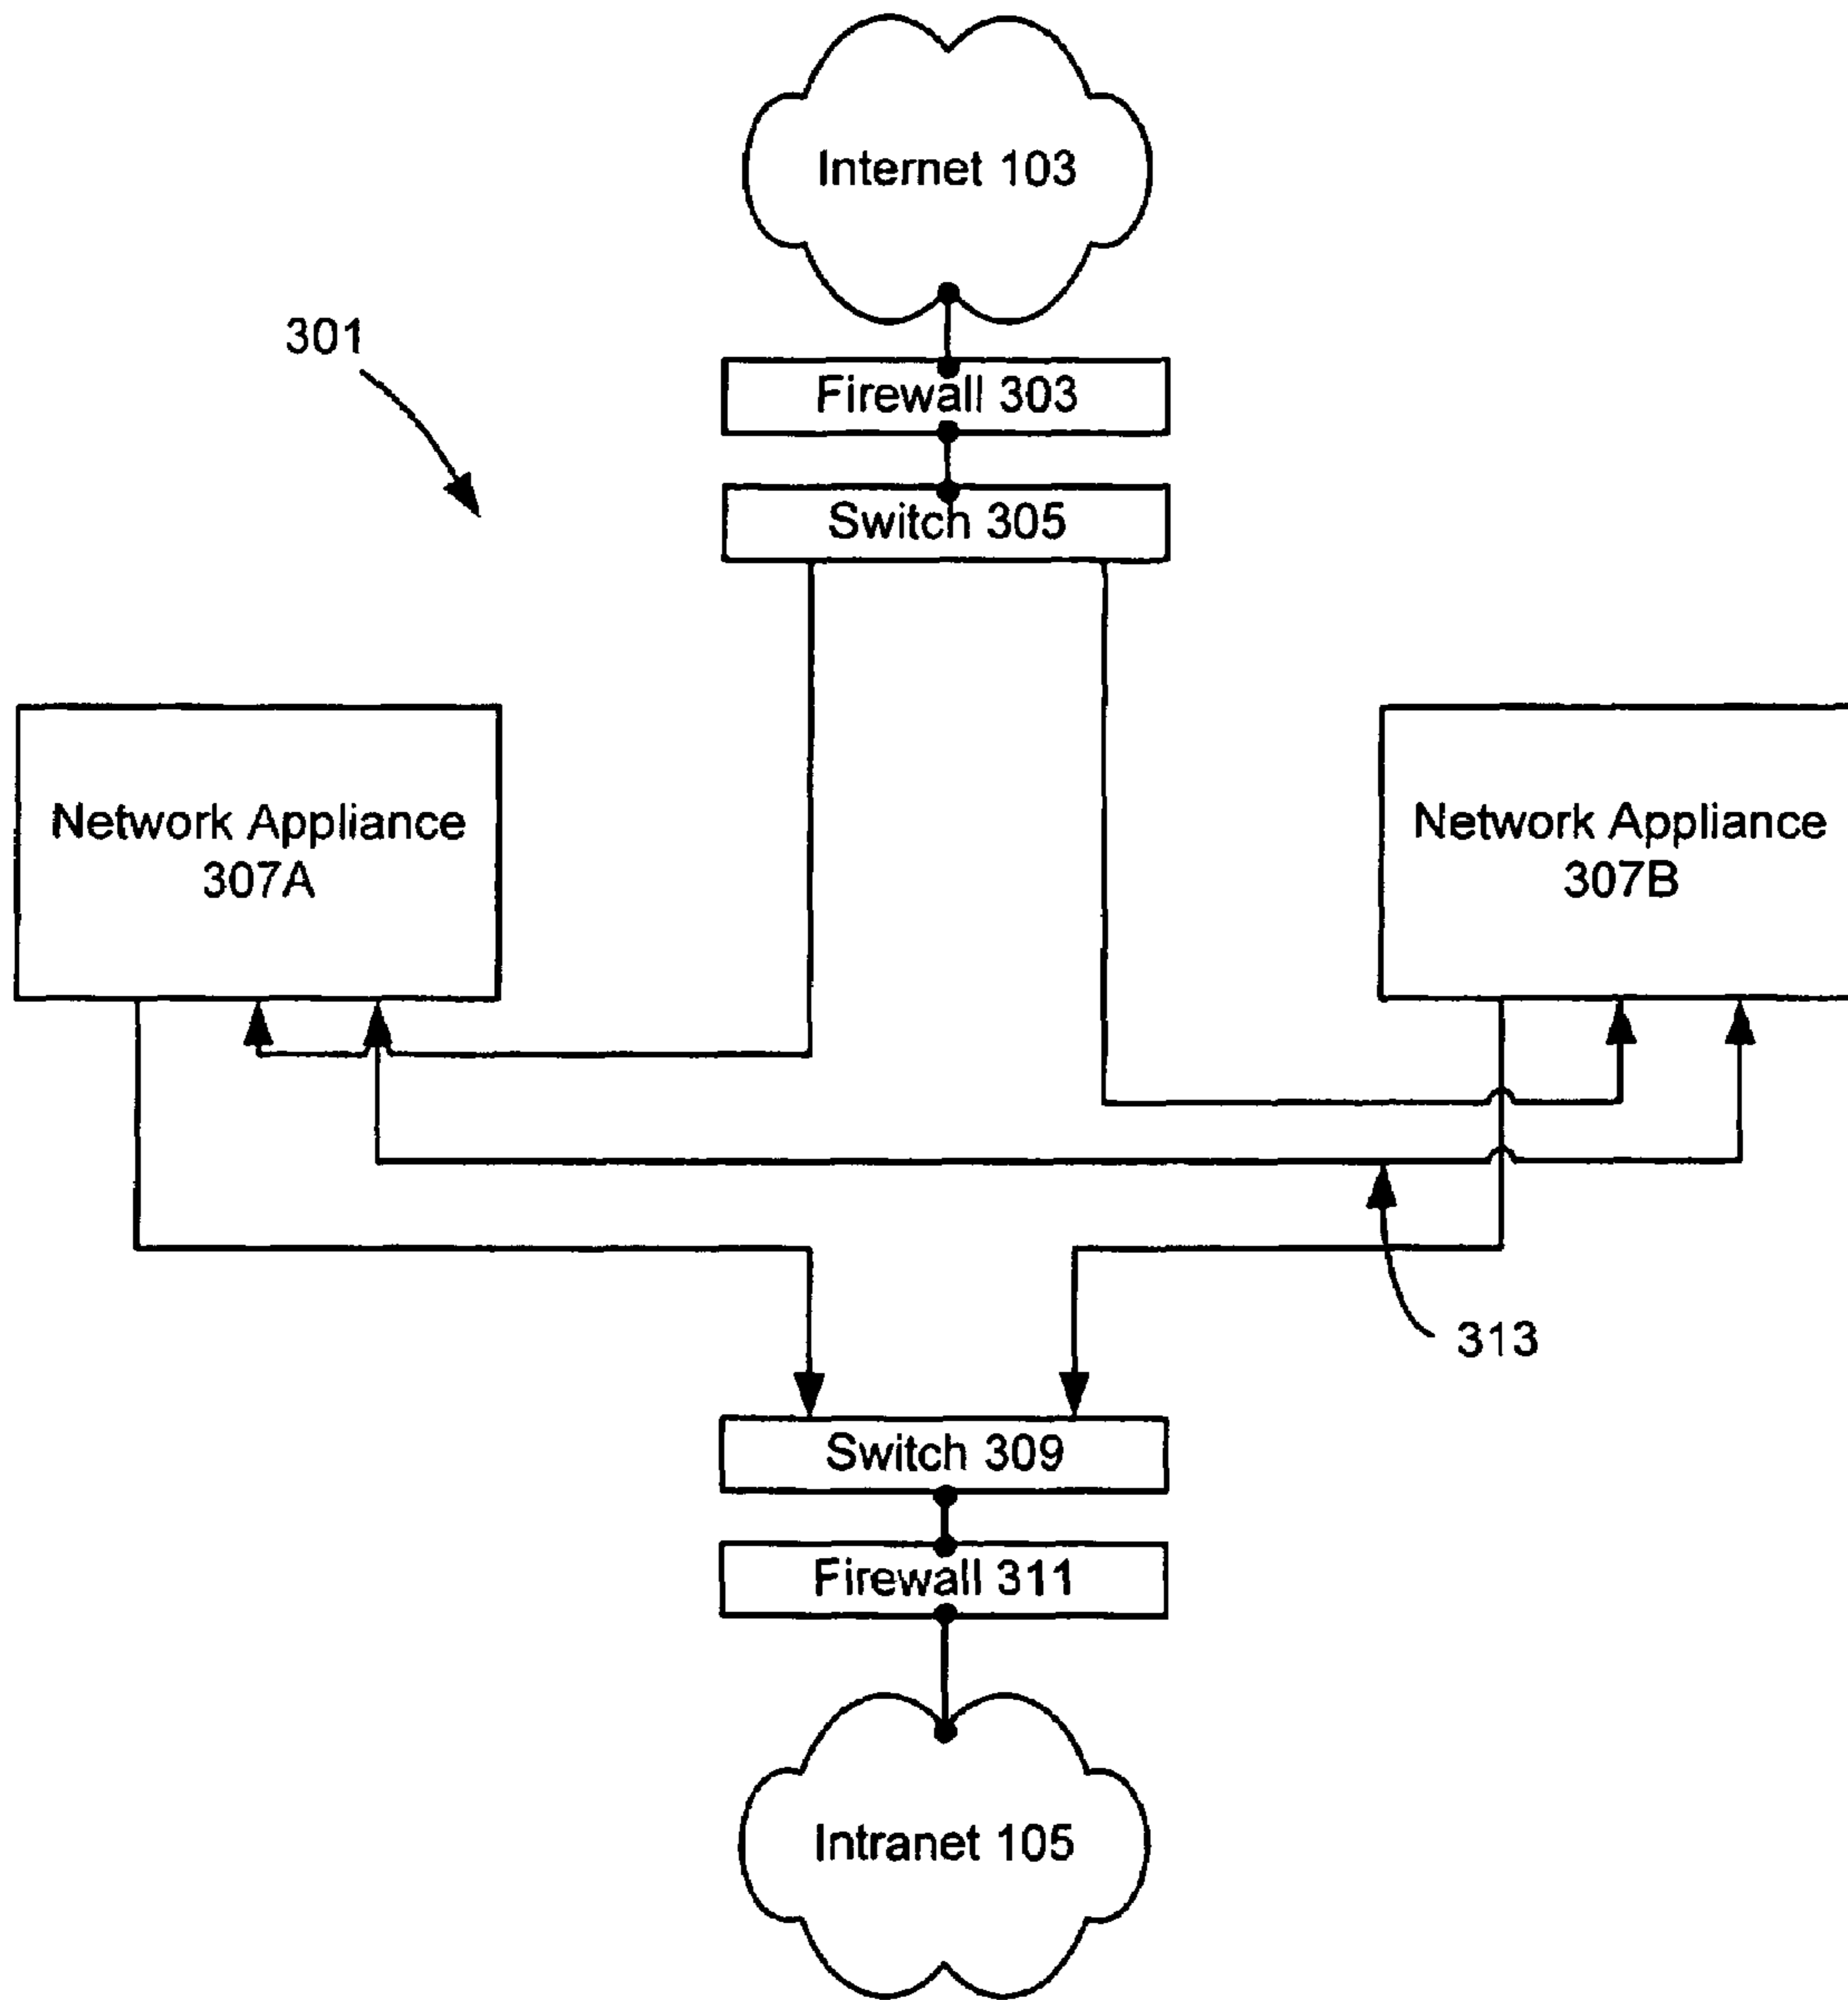 Internet 103
301
Firewall 303
Switch 305
Network Appliance
307A
Network Appliance
307B
313
Switch 309
Firewall 311
Intranet 105